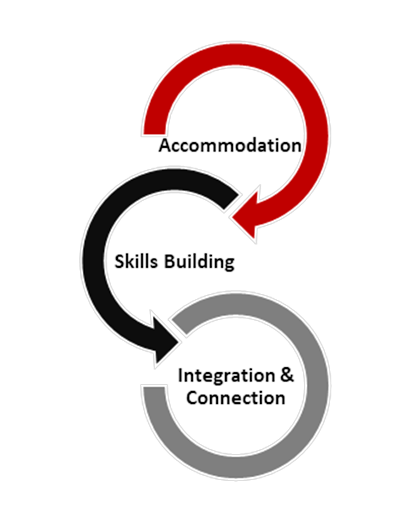 Accommodation
Skills Building
Integration &
Connection